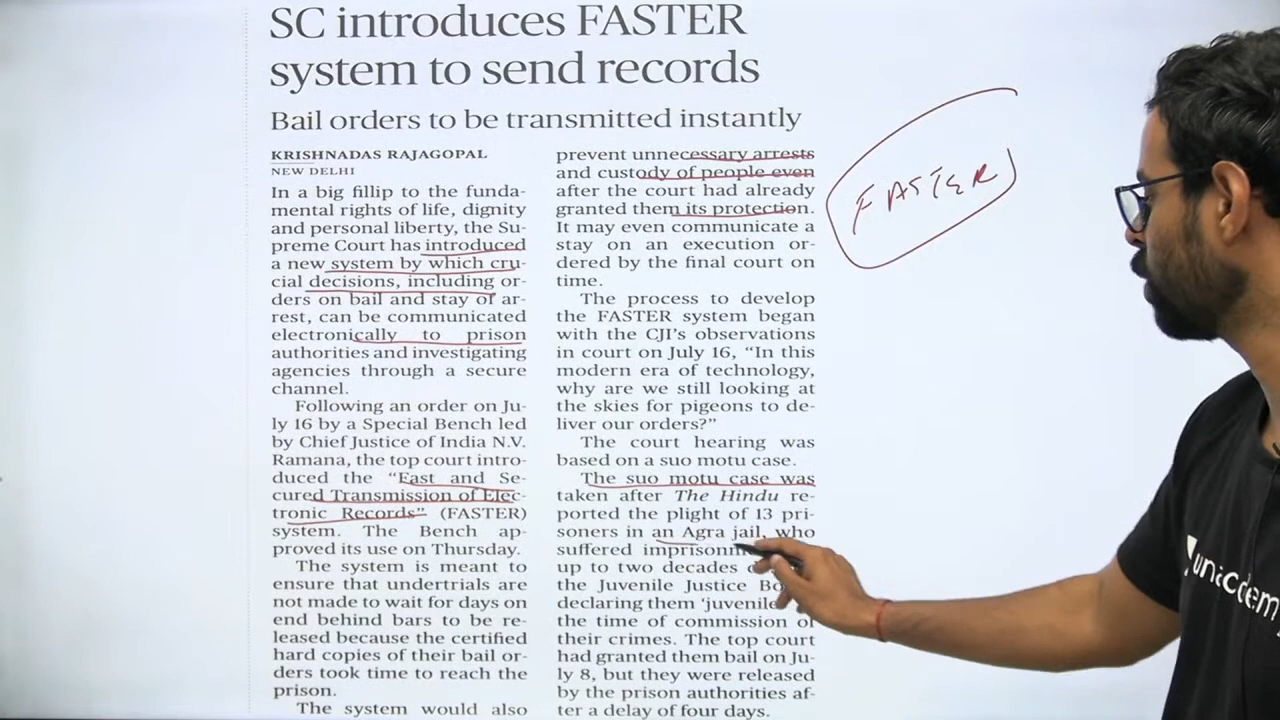 SC introduces FASTER
system to send records
Bail orders to be transmitted instantly
KRISHNADAS RAJAGOPAL
NEW DELHI
In a big fillip to the funda-
mental rights of life, dignity
and personal liberty, the Su-
preme Court has introduced
a new system by which cru-
cial decisions, including or-
ders on bail and stay of ar-
rest, can be communicated
electronically to prison
authorities and investigating
agencies through a secure
channel.
Following an order on Ju-
ly 16 by a Special Bench led
by Chief Justice of India N.V.
Ramana, the top court intro-
duced the “Fast and Se-
cured Transmission of Elec-
tronic Records” (FASTER)
system. The Bench ap-
proved its use on Thursday.
The system is meant to
ensure that undertrials are
not made to wait for days on
end behind bars to be re-
leased because the certified
hard copies of their bail or-
ders took time to reach the
prison.
The system would also
prevent unnecessary arrests
and custody of people even
after the court had already
granted them its protection.
It may even communicate a
stay on an execution or-
dered by the final court on
time.
The process to develop
the FASTER system began
with the CJI’s observations
in court on July 16, “In this
modern era of technology,
why are we still looking at
the skies for pigeons to de-
liver our orders?”
The court hearing was
based on a suo motu case.
The suo motu case was
taken after The Hindu re-
ported the plight of 13 pri-
soners in an Agra jail, who
suffered
up to two decades
the Juvenile Justice
declaring them
the time of commission of
their crimes. The top court
had granted them bail on Ju-
ly 8, but they were released
by the prison authorities af-
ter a delay of four days.
FASTER
unacadem